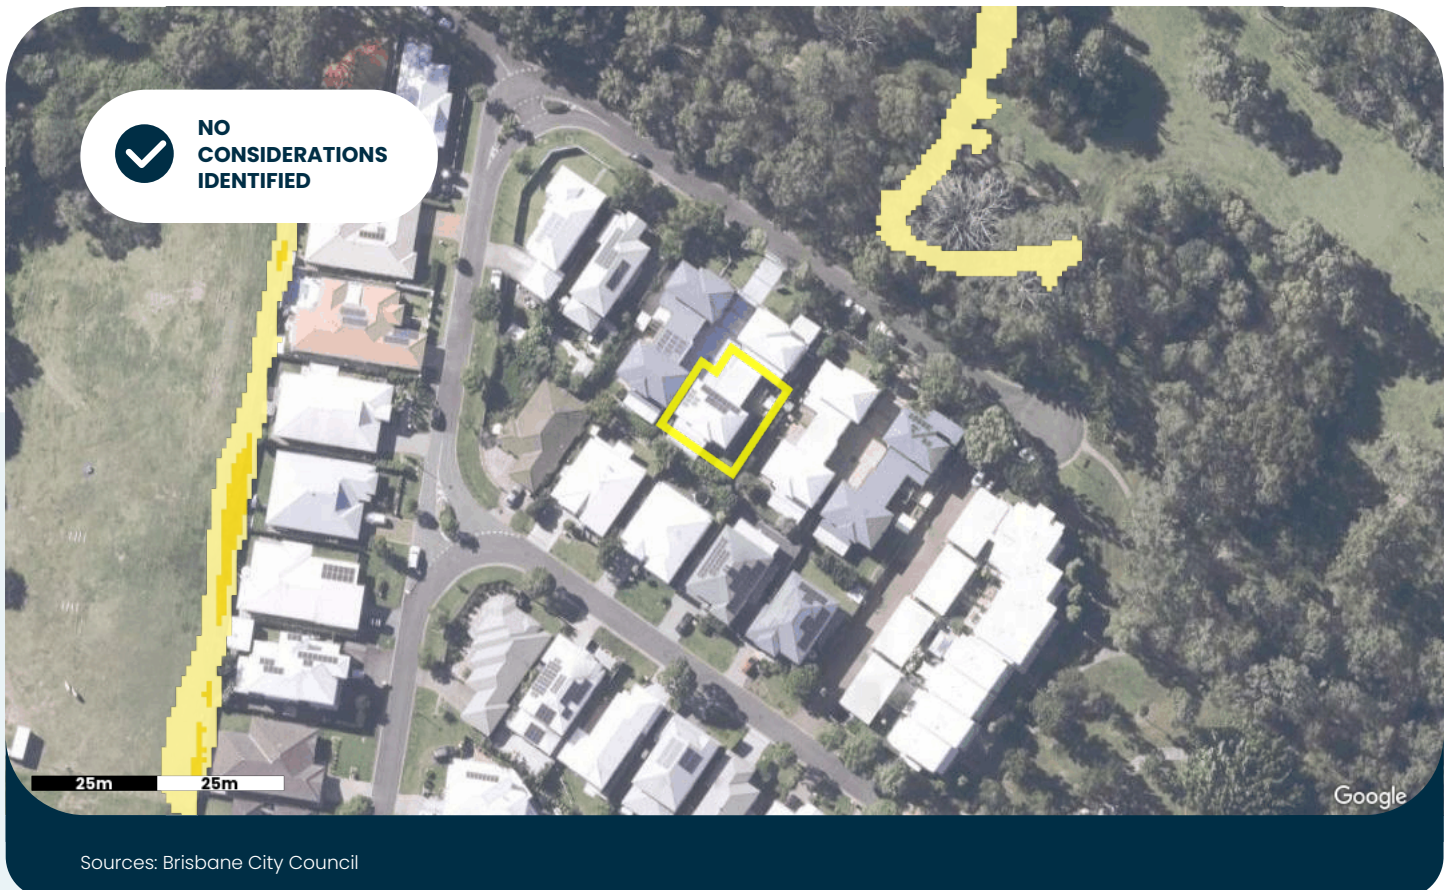 NO
CONSIDERATIONS
IDENTIFIED
25m 25m
Google
Sources: Brisbane City Council